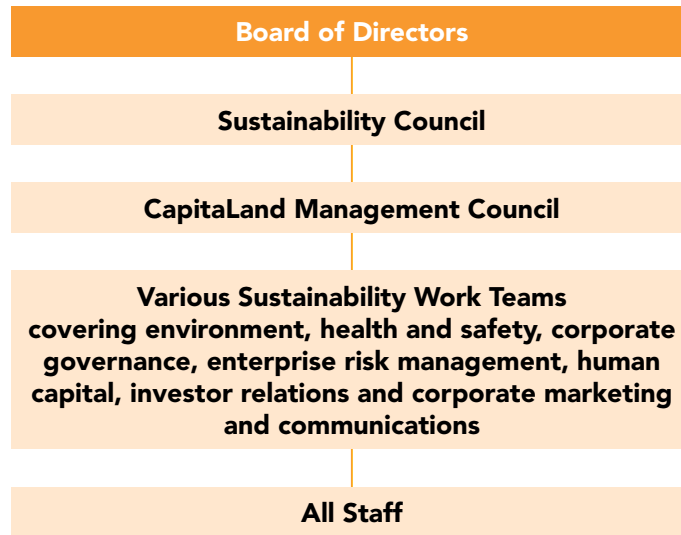 Board of Directors
Sustainability Council
CapitaLand Management Council
Various Sustainability Work Teams
covering environment, health and safety, corporate
governance, enterprise risk management, human
capital, investor relations and corporate marketing
and communications
All Staff